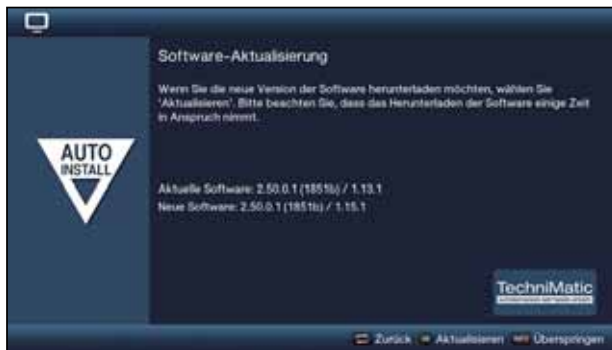 Software-Aktualisierung
Wenn Sie die neue Version der Software herunterladen möchten, wählen Sie
'Aktualisieren'. Bitte beachten Sie, dass das Herunterladen der Software einige Zeit
in Anspruch nimmt.
AUTO
INSTALL
Aktuelle Software: 2.50.0.1 (1851b) / 1.13.1
Neue Software: 2.50.0.1 (1851b) / 1.15.1
TechniMatic
Zurück Aktualisieren Überspringen